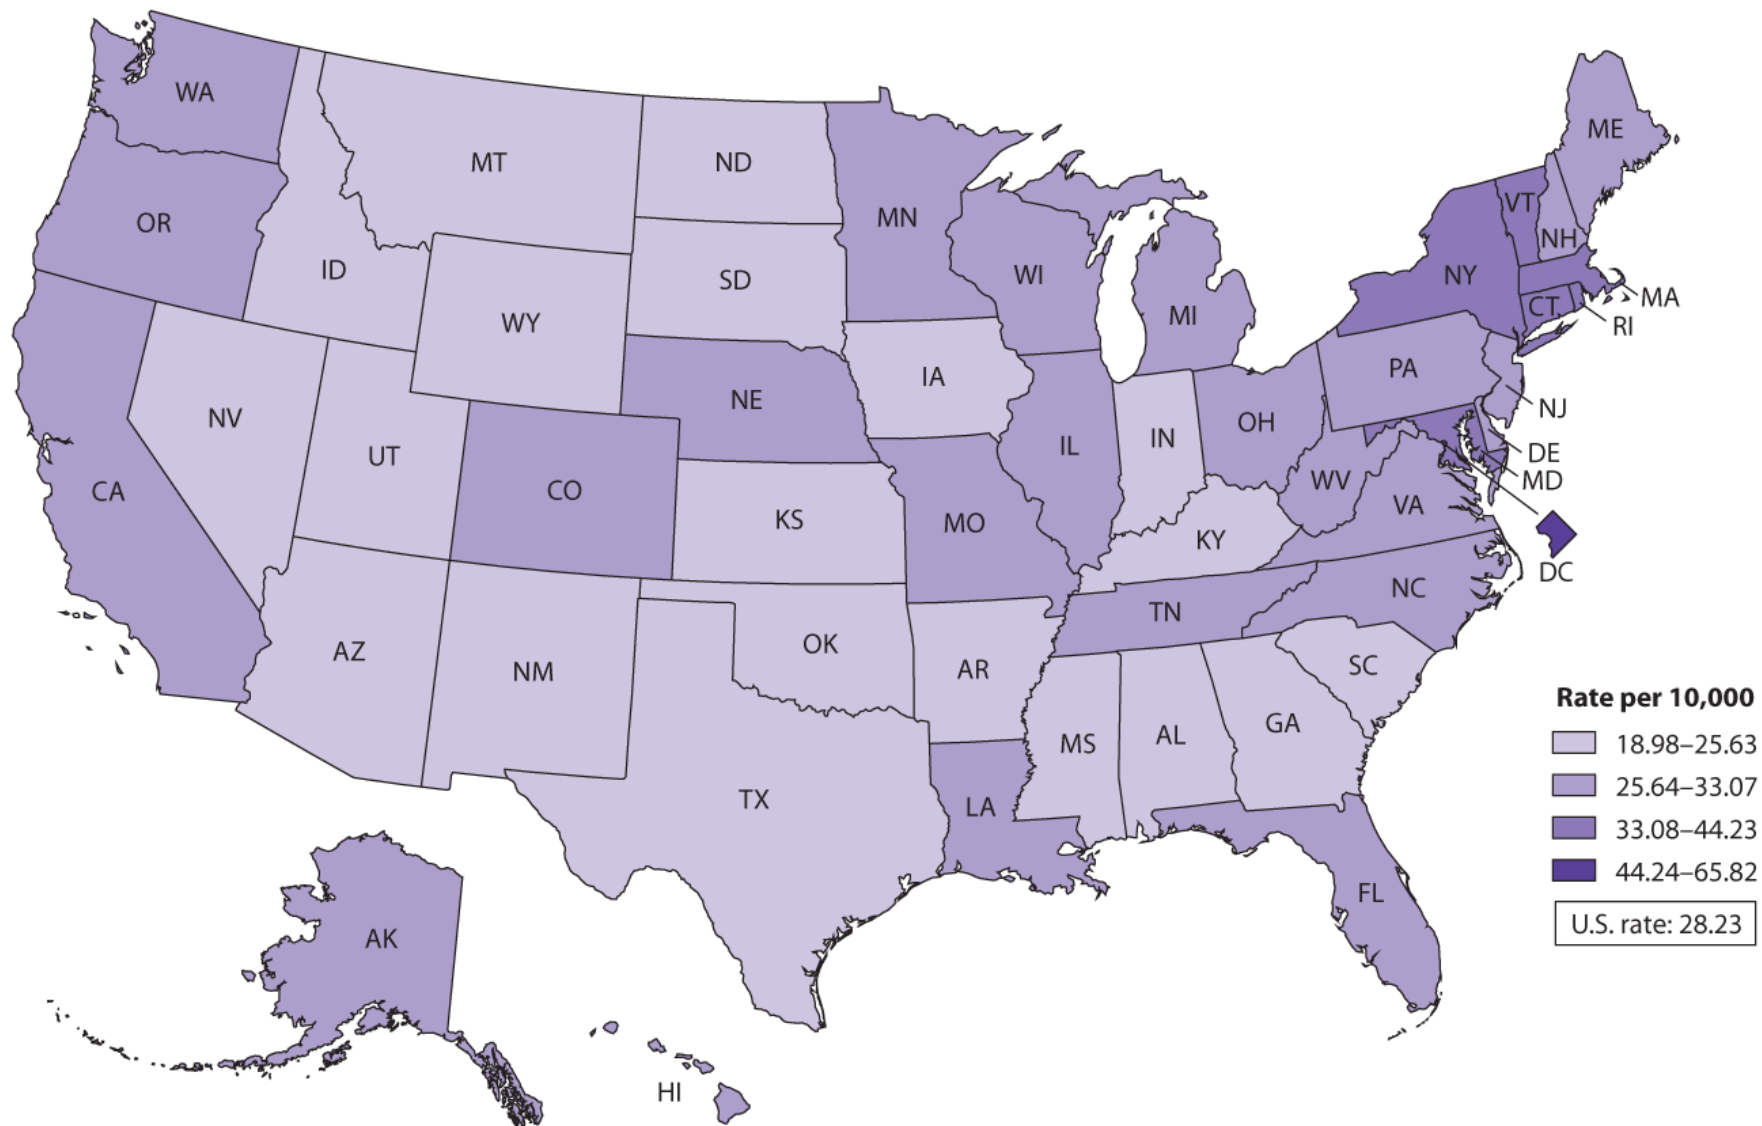 WA
OR
CA
MT
ID
WY
NV
UT
CO
AZ
NM
ND
SD
NE
KS
OK
TX
MN
IA
MO
AR
LA
WI
IL
MI
IN
OH
KY
TN
MS
AL
GA
SC
NC
FL
WV
VA
PA
NY
VT
NH
ME
CT
MA
RI
NJ
DE
MD
DC
AK
HI
Rate per 10,000
18.98–25.63
25.64–33.07
33.08–44.23
44.24–65.82
U.S. rate: 28.23